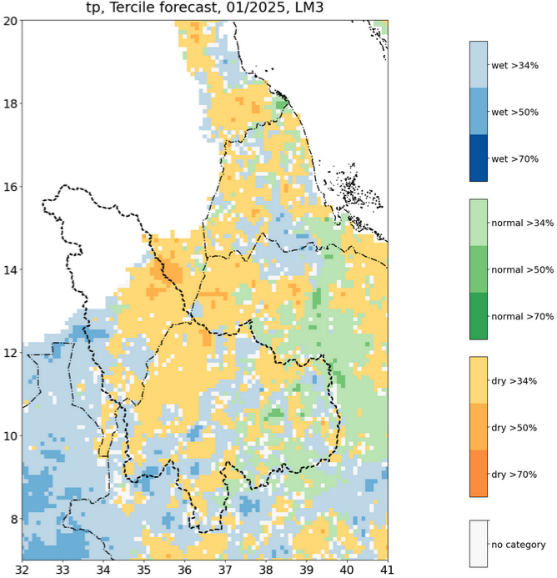 tp, Tercile forecast, 01/2025, LM3
20
18
16
14
12
10
8
32
33
34
35
36
37
38
39
40
41
wet >34%
wet >50%
wet >70%
normal >34%
normal >50%
normal >70%
dry >34%
dry >50%
dry >70%
no category